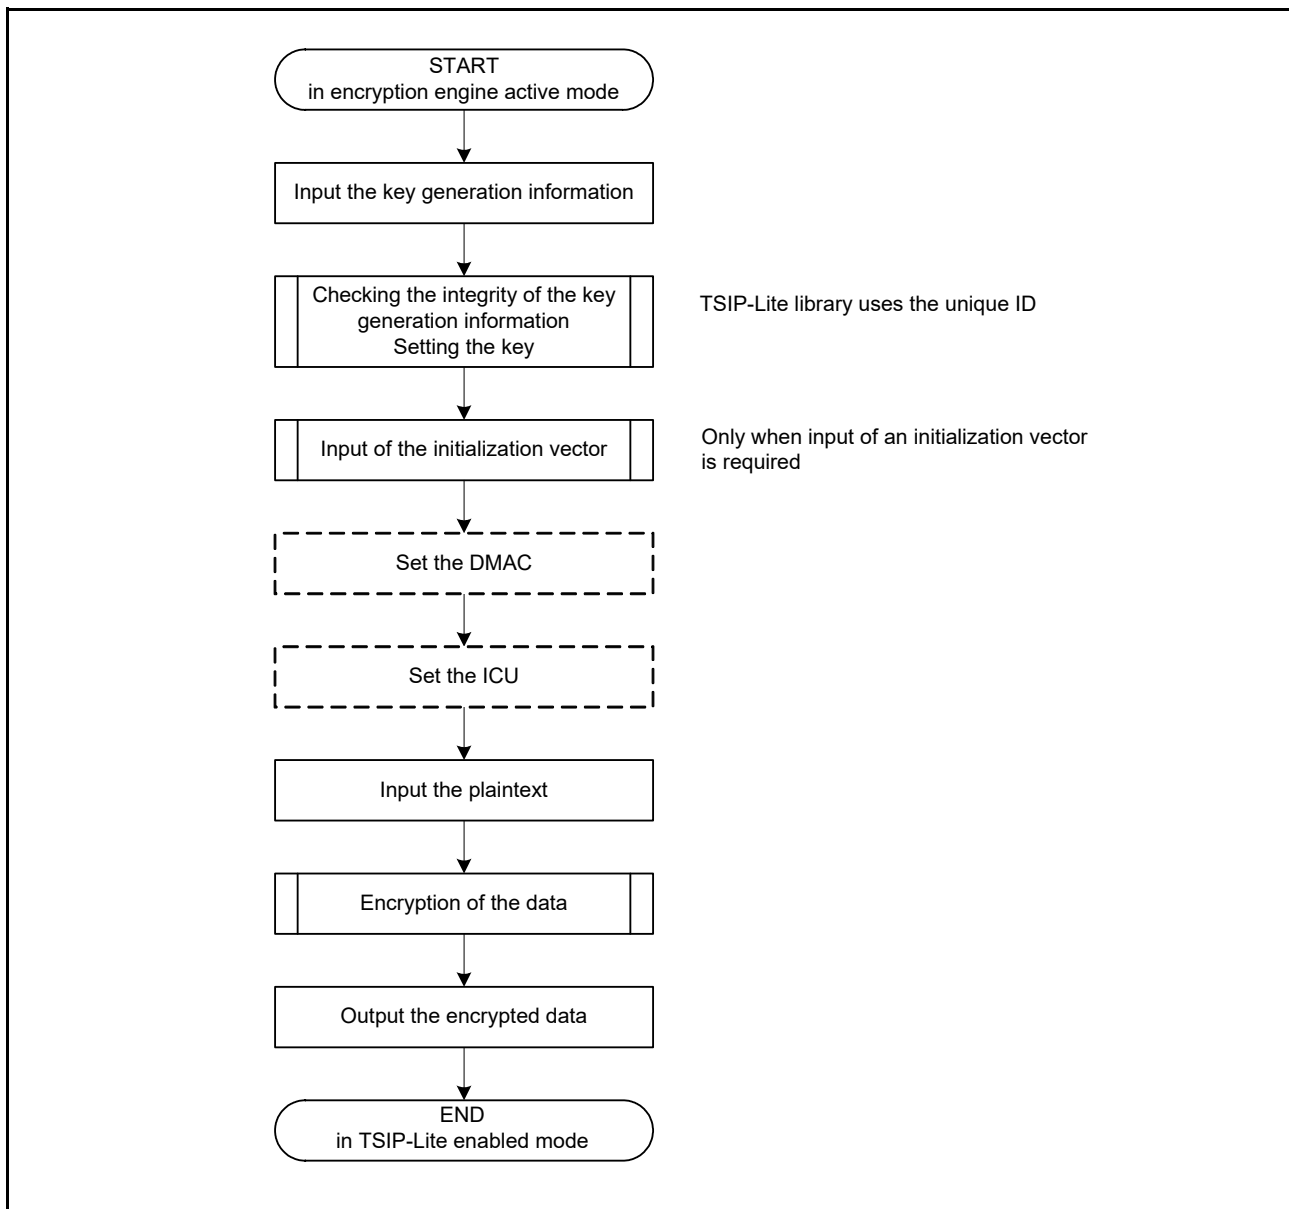 START
in encryption engine active mode
Input the key generation information
Checking the integrity of the key
generation information
Setting the key
TSIP-Lite library uses the unique ID
Input of the initialization vector
Only when input of an initialization vector
is required
Set the DMAC
Set the ICU
Input the plaintext
Encryption of the data
Output the encrypted data
END
in TSIP-Lite enabled mode